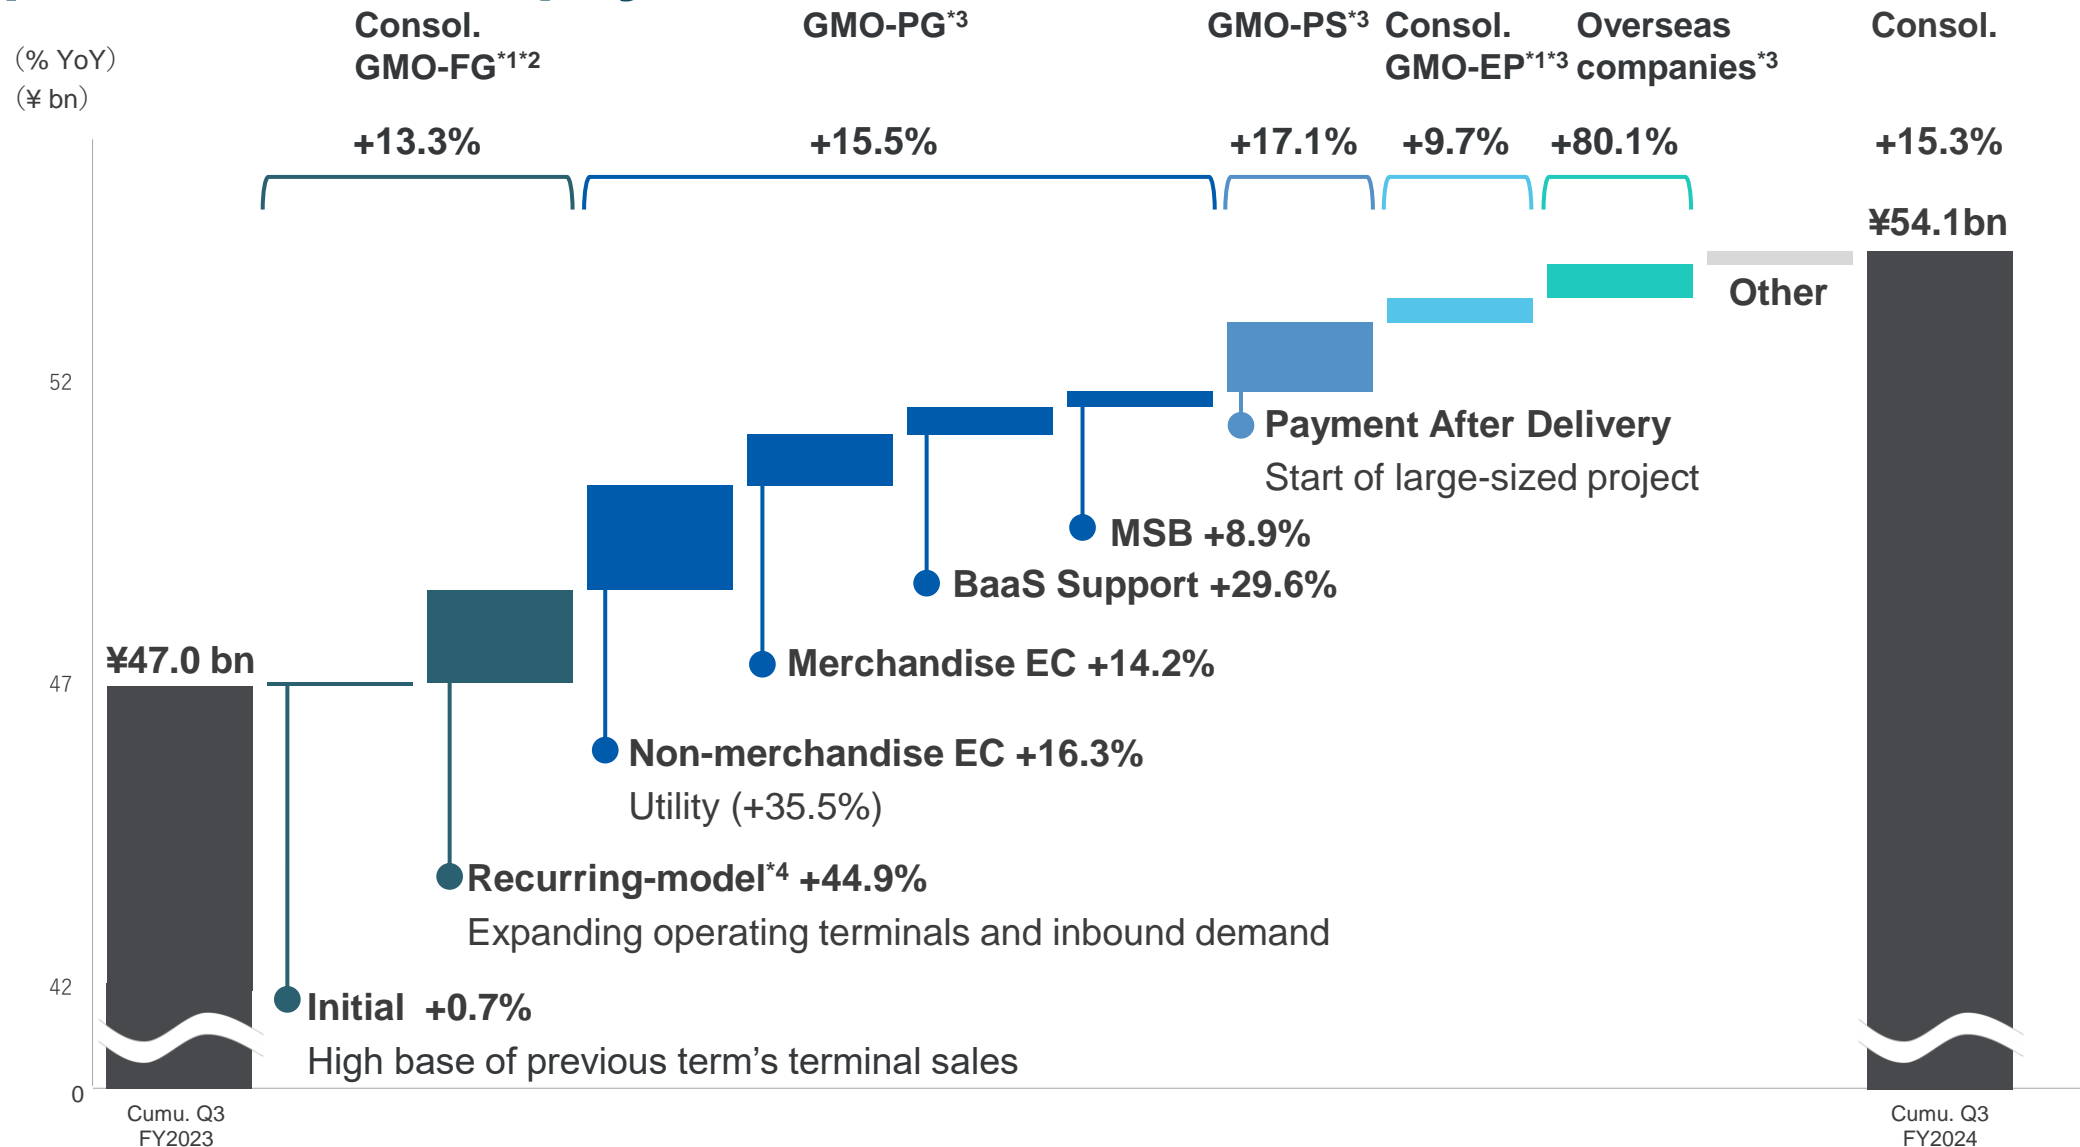 Consol.
GMO-FG*1*2
GMO-PG*3
GMO-PS*3
Consol.
GMO-EP*1*3
Overseas
companies*3
Consol.
(% YoY)
(¥ bn)
+13.3%
+15.5%
+17.1%
+9.7%
+80.1%
+15.3%
¥54.1bn
Other
52
Payment After Delivery
Start of large-sized project
MSB +8.9%
BaaS Support +29.6%
¥47.0 bn
Merchandise EC +14.2%
47
Non-merchandise EC +16.3%
Utility (+35.5%)
Recurring-model*4 +44.9%
Expanding operating terminals and inbound demand
42
Initial +0.7%
High base of previous term’s terminal sales
0
Cumu. Q3
FY2023
Cumu. Q3
FY2024